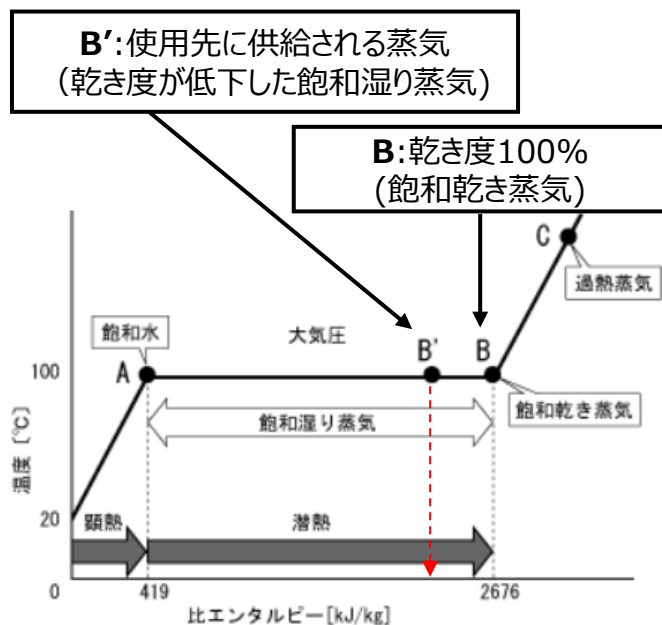 B’:使用先に供給される蒸気
(乾き度が低下した飽和湿り蒸気)
B:乾き度100%
(飽和乾き蒸気)
C
過熱蒸気
飽和水
大気圧
B'
B
100
A
飽和乾き蒸気
飽和湿り蒸気
温度 [℃]
20
顕熱
潜熱
0
419
2676
比エンタルピー[kJ/kg]